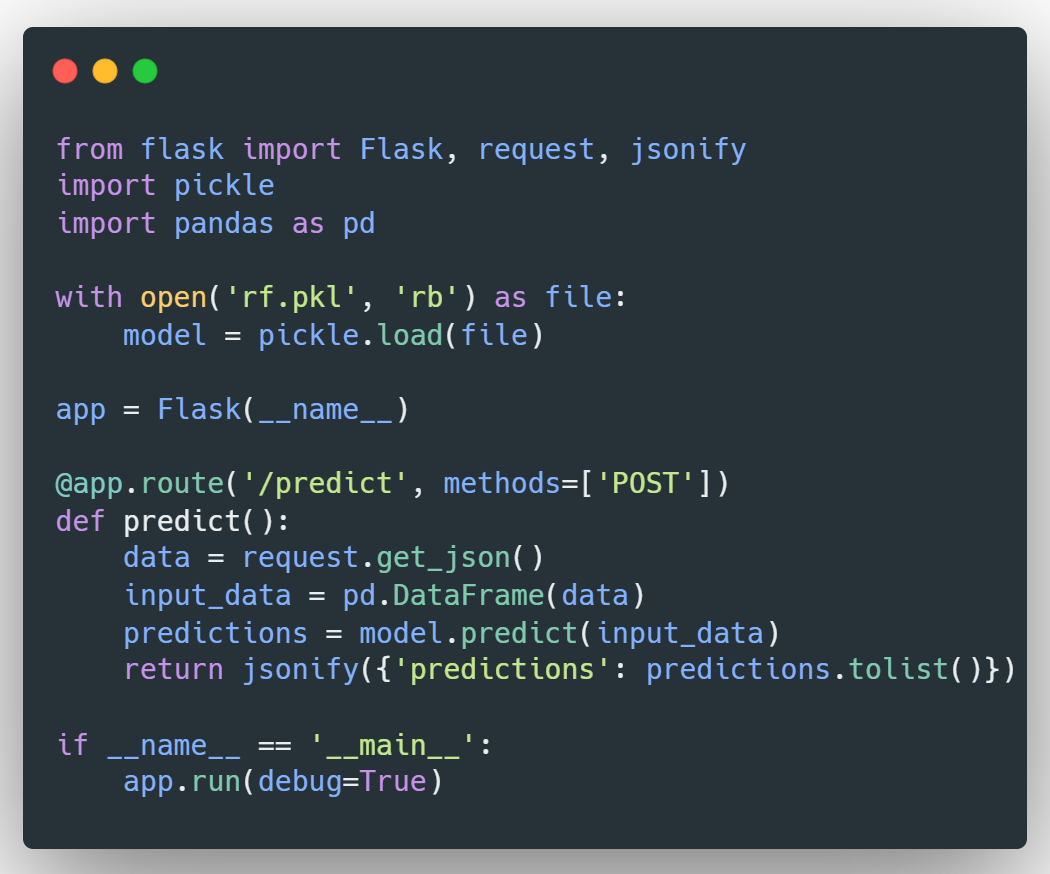 from flask import Flask, request, jsonify
import pickle
import pandas as pd

with open('rf.pkl', 'rb') as file:
    model = pickle.load(file)

app = Flask(__name__)

@app.route('/predict', methods=['POST'])
def predict():
    data = request.get_json()
    input_data = pd.DataFrame(data)
    predictions = model.predict(input_data)
    return jsonify({'predictions': predictions.tolist()})

if __name__ == '__main__':
    app.run(debug=True)